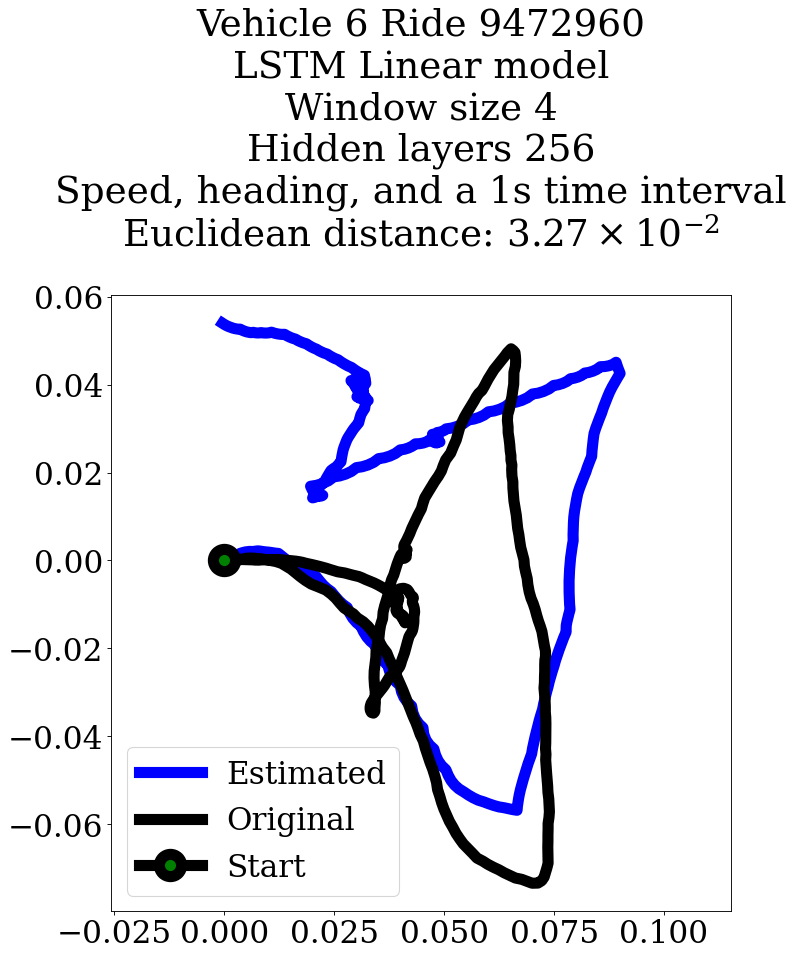 Vehicle 6 Ride 9472960
LSTM Linear model
Window size 4
Hidden layers 256
Speed, heading, and a 1s time interval
Euclidean distance: 3.27 × 10⁻²
0.06
0.04
0.02
0.00
−0.02
−0.04
−0.06
Estimated
Original
Start
−0.025 0.000 0.025 0.050 0.075 0.100